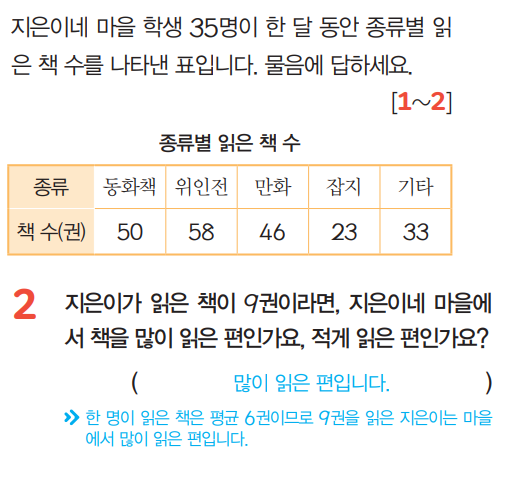 지은이네 마을 학생 35명이 한 달 동안 종류별 읽
은 책 수를 나타낸 표입니다. 물음에 답하세요.
[1~2]
종류별 읽은 책 수
종류 동화책 위인전 만화 잡지 기타
책 수(권) 50 58 46 23 33
2 지은이가 읽은 책이 9권이라면, 지은이네 마을에
서 책을 많이 읽은 편인가요, 적게 읽은 편인가요?
( 많이 읽은 편입니다. )
≫ 한 명이 읽은 책은 평균 6권이므로 9권을 읽은 지은이는 마을
에서 많이 읽은 편입니다.